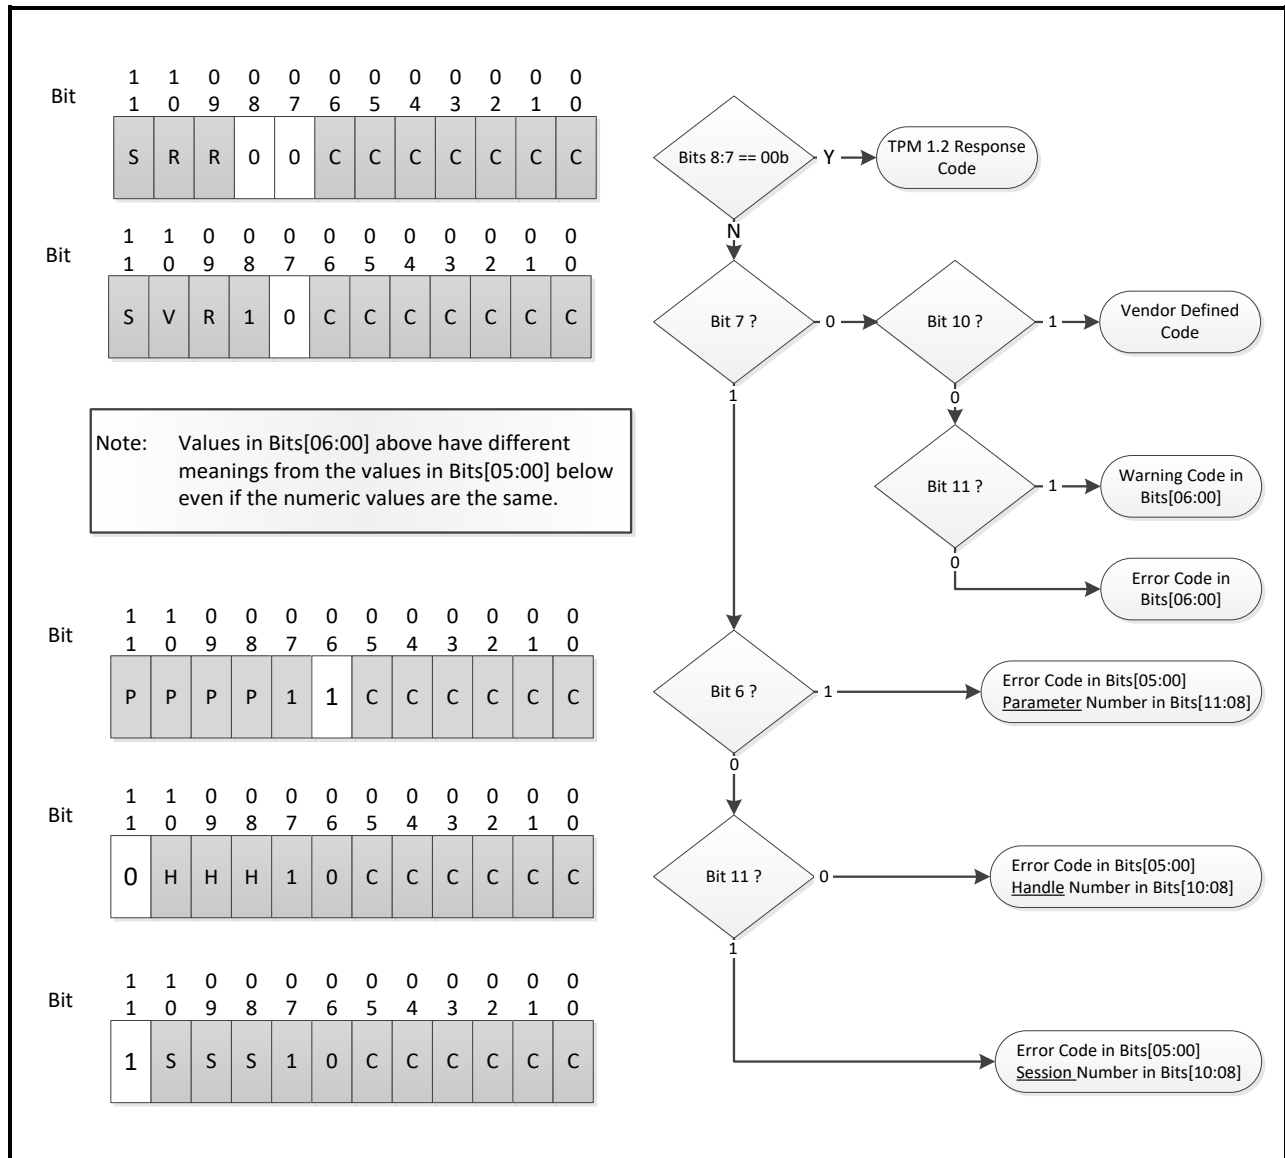 1 1 0 0 0 0 0 0 0 0 0 0
Bit
1 0 9 8 7 6 5 4 3 2 1 0
S R R 0 0 C C C C C C C
1 1 0 0 0 0 0 0 0 0 0 0
Bit
1 0 9 8 7 6 5 4 3 2 1 0
S V R 1 0 C C C C C C C
Note: Values in Bits[06:00] above have different
meanings from the values in Bits[05:00] below
even if the numeric values are the same.
1 1 0 0 0 0 0 0 0 0 0 0
Bit
1 0 9 8 7 6 5 4 3 2 1 0
P P P P 1 1 C C C C C C
1 1 0 0 0 0 0 0 0 0 0 0
Bit
1 0 9 8 7 6 5 4 3 2 1 0
0 H H H 1 0 C C C C C C
1 1 0 0 0 0 0 0 0 0 0 0
Bit
1 0 9 8 7 6 5 4 3 2 1 0
1 S S S 1 0 C C C C C C
Bits 8:7 == 00b
Y
TPM 1.2 Response
Code
N
Bit 7 ?
0
Bit 10 ?
1
Vendor Defined
Code
1
0
Bit 11 ?
1
Warning Code in
Bits[06:00]
0
Error Code in
Bits[06:00]
Bit 6 ?
1
Error Code in Bits[05:00]
Parameter Number in Bits[11:08]
0
Bit 11 ?
0
Error Code in Bits[05:00]
Handle Number in Bits[10:08]
1
Error Code in Bits[05:00]
Session Number in Bits[10:08]